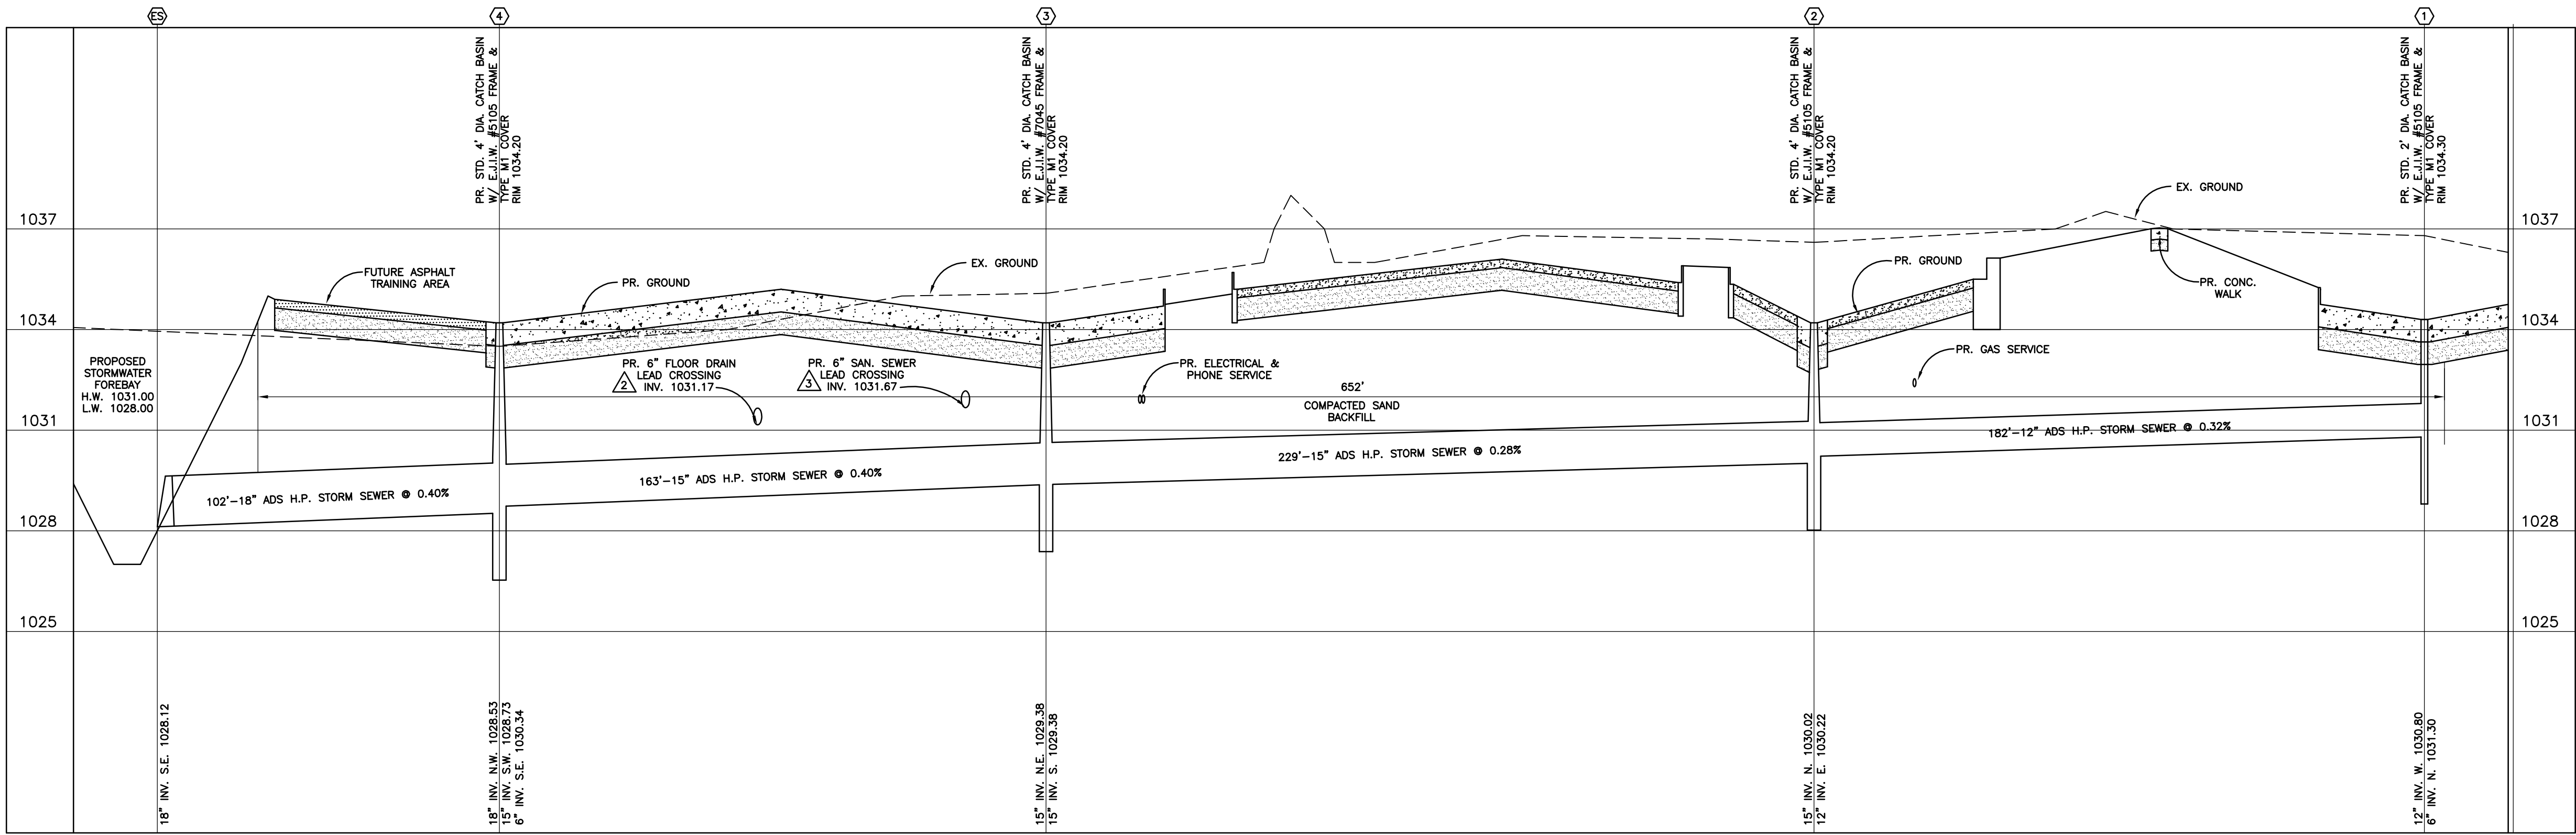 ES
4
3
2
1
PR. STD. 4' DIA. CATCH BASIN
W/ E.J.I.W. #5105 FRAME &
TYPE M1 COVER
RIM 1034.20
PR. STD. 4' DIA. CATCH BASIN
W/ E.J.I.W. #7045 FRAME &
TYPE M1 COVER
RIM 1034.20
PR. STD. 4' DIA. CATCH BASIN
W/ E.J.I.W. #5105 FRAME &
TYPE M1 COVER
RIM 1034.20
PR. STD. 2' DIA. CATCH BASIN
W/ E.J.I.W. #5105 FRAME &
TYPE M1 COVER
RIM 1034.30
EX. GROUND
1037
1037
FUTURE ASPHALT
TRAINING AREA
PR. GROUND
EX. GROUND
PR. GROUND
PR. CONC.
WALK
1034
1034
PROPOSED
STORMWATER
FOREBAY
H.W. 1031.00
L.W. 1028.00
PR. 6" FLOOR DRAIN
LEAD CROSSING
2
INV. 1031.17
PR. 6" SAN. SEWER
LEAD CROSSING
3
INV. 1031.67
PR. ELECTRICAL &
PHONE SERVICE
652'
COMPACTED SAND
BACKFILL
PR. GAS SERVICE
1031
1031
102'-18" ADS H.P. STORM SEWER @ 0.40%
163'-15" ADS H.P. STORM SEWER @ 0.40%
229'-15" ADS H.P. STORM SEWER @ 0.28%
182'-12" ADS H.P. STORM SEWER @ 0.32%
1028
1028
1025
1025
18" INV. S.E. 1028.12
18" INV. N.W. 1028.53
15" INV. S.W. 1028.73
6" INV. S.E. 1030.34
15" INV. N.E. 1029.38
15" INV. S. 1029.38
15" INV. N. 1030.02
12" INV. E. 1030.22
12" INV. W. 1030.80
6" INV. N. 1031.30